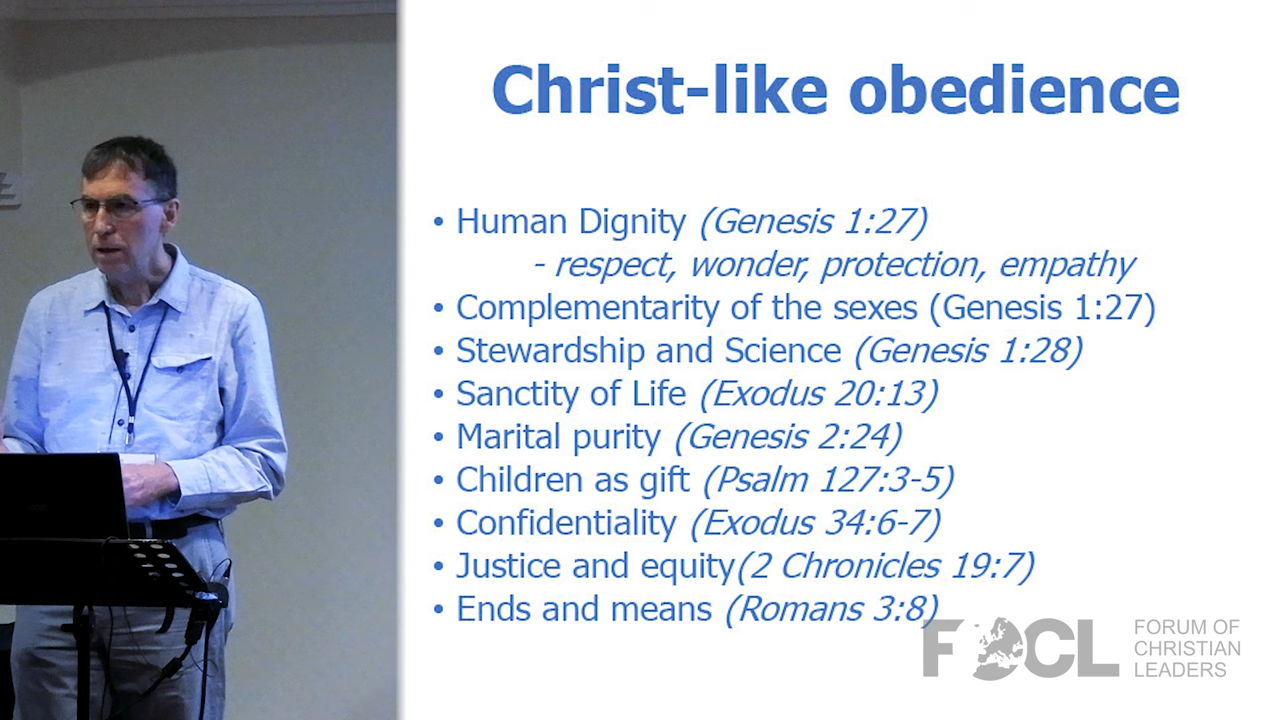 Christ-like obedience
• Human Dignity (Genesis 1:27)
- respect, wonder, protection, empathy
• Complementarity of the sexes (Genesis 1:27)
• Stewardship and Science (Genesis 1:28)
• Sanctity of Life (Exodus 20:13)
• Marital purity (Genesis 2:24)
• Children as gift (Psalm 127:3-5)
• Confidentiality (Exodus 34:6-7)
• Justice and equity(2 Chronicles 19:7)
• Ends and means (Romans 3:8)
FOCL
FORUM OF
CHRISTIAN
LEADERS